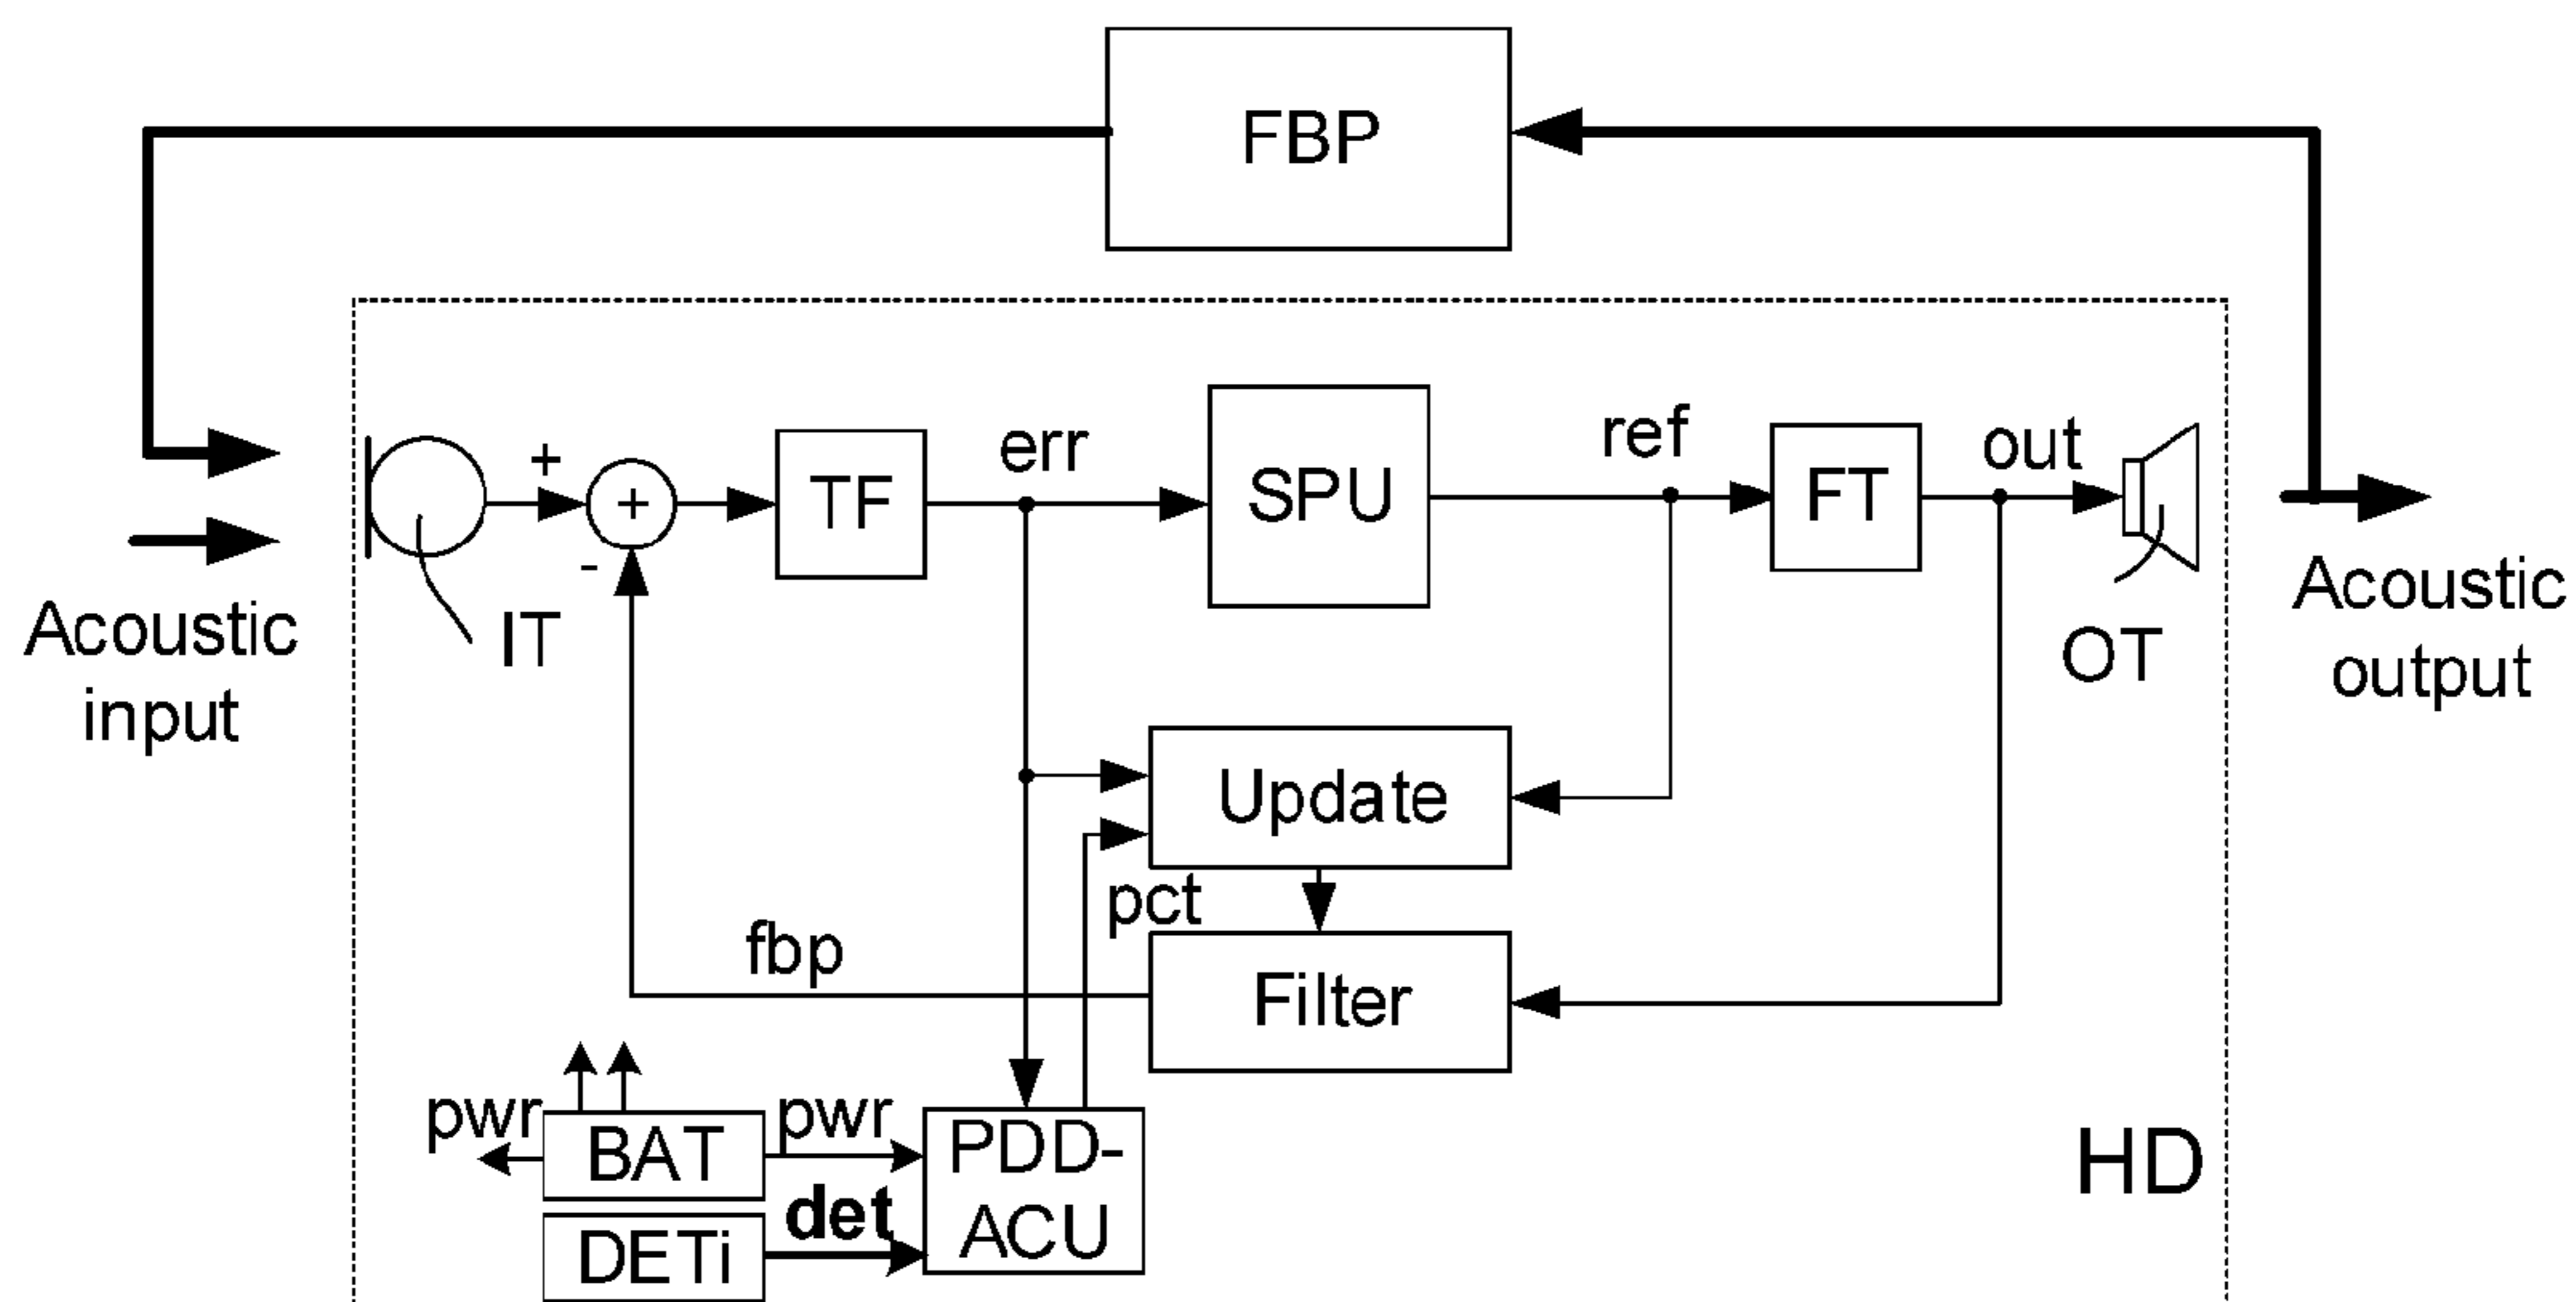 FBP
+
+
-
TF
err
SPU
ref
FT
out
IT
OT
Acoustic
input
Acoustic
output
Update
pct
fbp
Filter
pwr
BAT
pwr
PDD-
ACU
det
DETi
HD